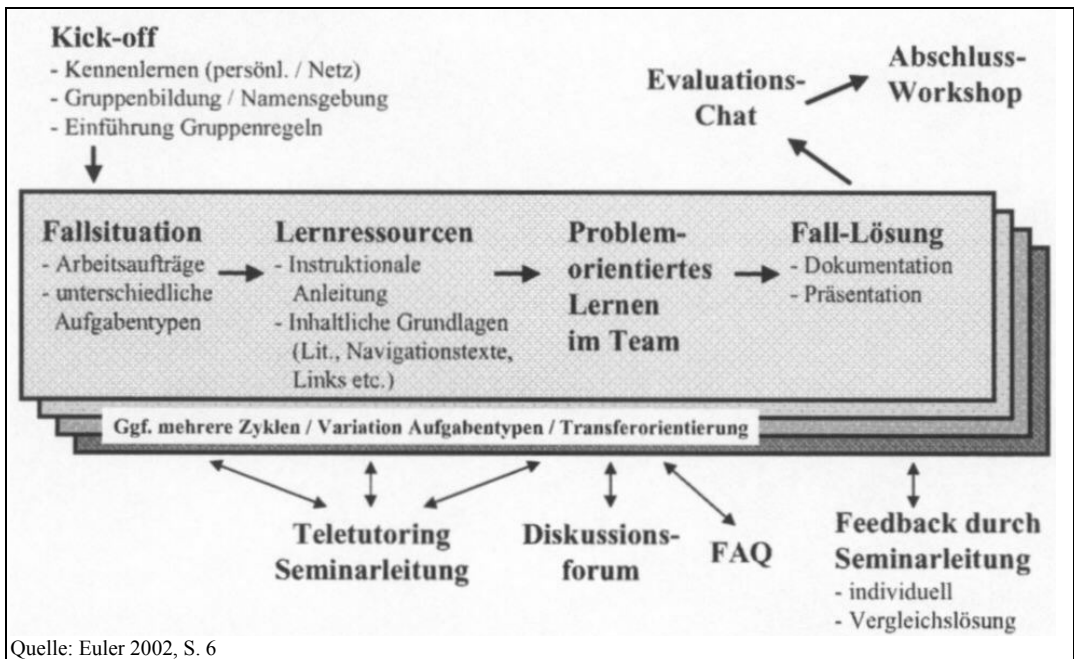 Kick-off
- Kennenlernen (persönl. / Netz)
- Gruppenbildung / Namensgebung
- Einführung Gruppenregeln
Evaluations-
Chat
Abschluss-
Workshop
Fallsituation
- Arbeitsaufträge
- unterschiedliche
Aufgabentypen
Lernressourcen
- Instruktionale
Anleitung
- Inhaltliche Grundlagen
(Lit., Navigationstexte,
Links etc.)
Problem-
orientiertes
Lernen
im Team
Fall-Lösung
- Dokumentation
- Präsentation
Ggf. mehrere Zyklen / Variation Aufgabentypen / Transferorientierung
Teletutoring
Seminarleitung
Diskussions-
forum
FAQ
Feedback durch
Seminarleitung
- individuell
- Vergleichslösung
Quelle: Euler 2002, S. 6